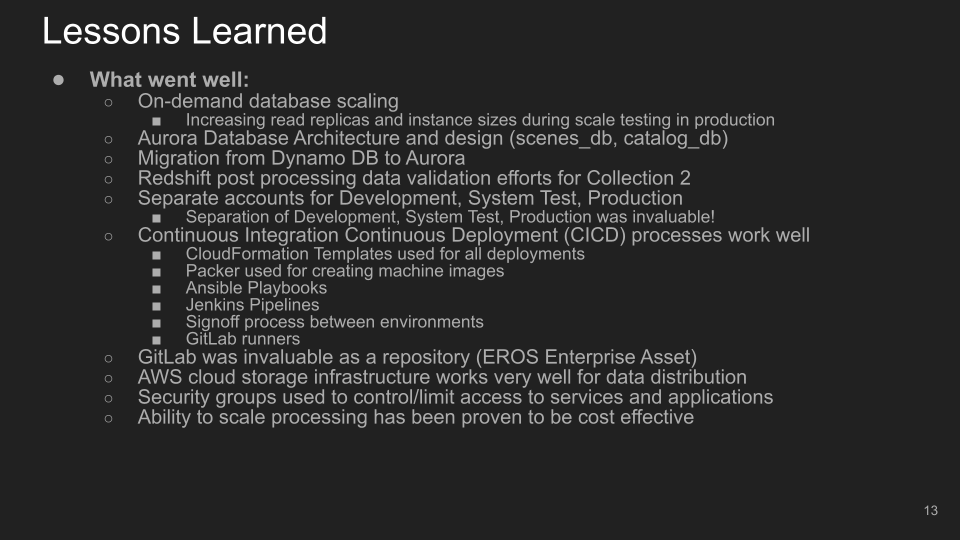 Lessons Learned
● What went well:
○ On-demand database scaling
■ Increasing read replicas and instance sizes during scale testing in production
○ Aurora Database Architecture and design (scenes_db, catalog_db)
○ Migration from Dynamo DB to Aurora
○ Redshift post processing data validation efforts for Collection 2
○ Separate accounts for Development, System Test, Production
■ Separation of Development, System Test, Production was invaluable!
○ Continuous Integration Continuous Deployment (CICD) processes work well
■ CloudFormation Templates used for all deployments
■ Packer used for creating machine images
■ Ansible Playbooks
■ Jenkins Pipelines
■ Signoff process between environments
■ GitLab runners
○ GitLab was invaluable as a repository (EROS Enterprise Asset)
○ AWS cloud storage infrastructure works very well for data distribution
○ Security groups used to control/limit access to services and applications
○ Ability to scale processing has been proven to be cost effective
13